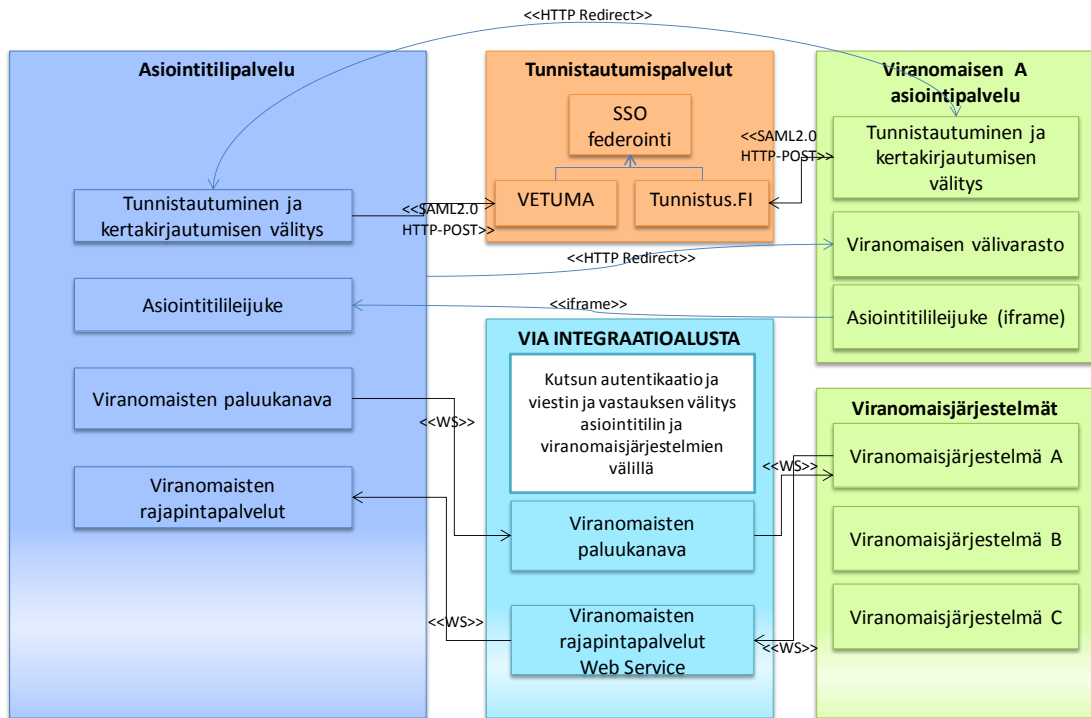 <<HTTP Redirect>>
Asiointitilipalvelu
Tunnistautuminen ja
kertakirjautumisen välitys
Asiointitilileijuke
Viranomaisten paluukanava
Viranomaisten
rajapintapalvelut
Tunnistautumispalvelut
SSO
federointi
VETUMA
Tunnistus.FI
<<SAML2.0
HTTP-POST>>
<<SAML2.0
HTTP-POST>>
<<HTTP Redirect>>
<<iframe>>
VIA INTEGRAATIOALUSTA
Kutsun autentikaatio ja
viestin ja vastauksen välitys
asiointitilin ja
viranomaisjärjestelmien
välillä
<<WS>>
<<WS>>
Viranomaisten
paluukanava
Viranomaisten
rajapintapalvelut
Web Service
<<WS>>
<<WS>>
Viranomaisen A
asiointipalvelu
Tunnistautuminen ja
kertakirjautumisen
välitys
Viranomaisen välivarasto
Asiointitilileijuke (iframe)
Viranomaisjärjestelmät
Viranomaisjärjestelmä A
Viranomaisjärjestelmä B
Viranomaisjärjestelmä C